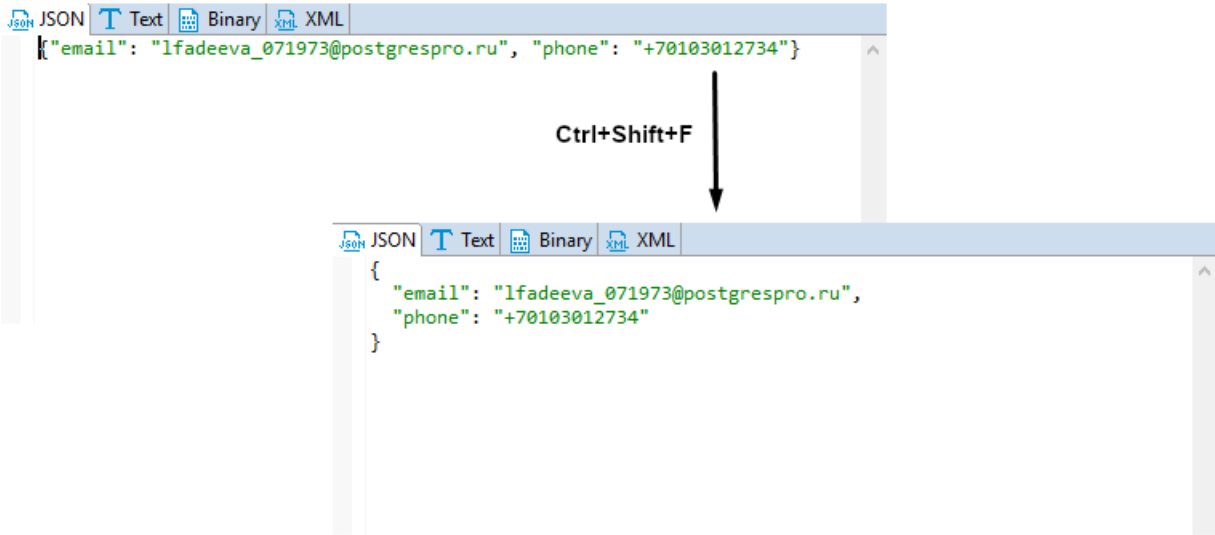 JSON Text Binary XML
{"email": "lfadeeva_071973@postgrespro.ru", "phone": "+70103012734"}
Ctrl+Shift+F
JSON Text Binary XML
{
"email": "lfadeeva_071973@postgrespro.ru",
"phone": "+70103012734"
}